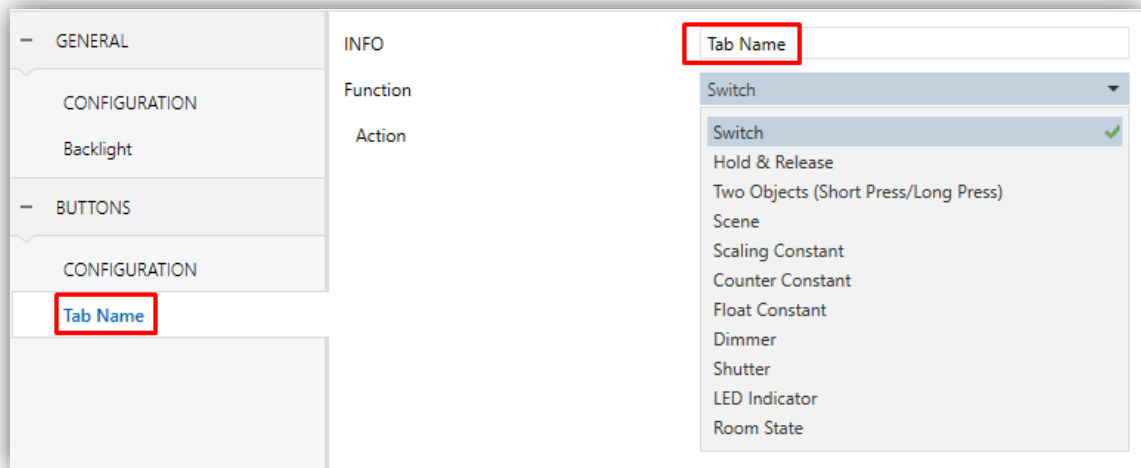 GENERAL
CONFIGURATION
Backlight
BUTTONS
CONFIGURATION
Tab Name
INFO
Tab Name
Function
Switch
Action
Switch
Hold & Release
Two Objects (Short Press/Long Press)
Scene
Scaling Constant
Counter Constant
Float Constant
Dimmer
Shutter
LED Indicator
Room State